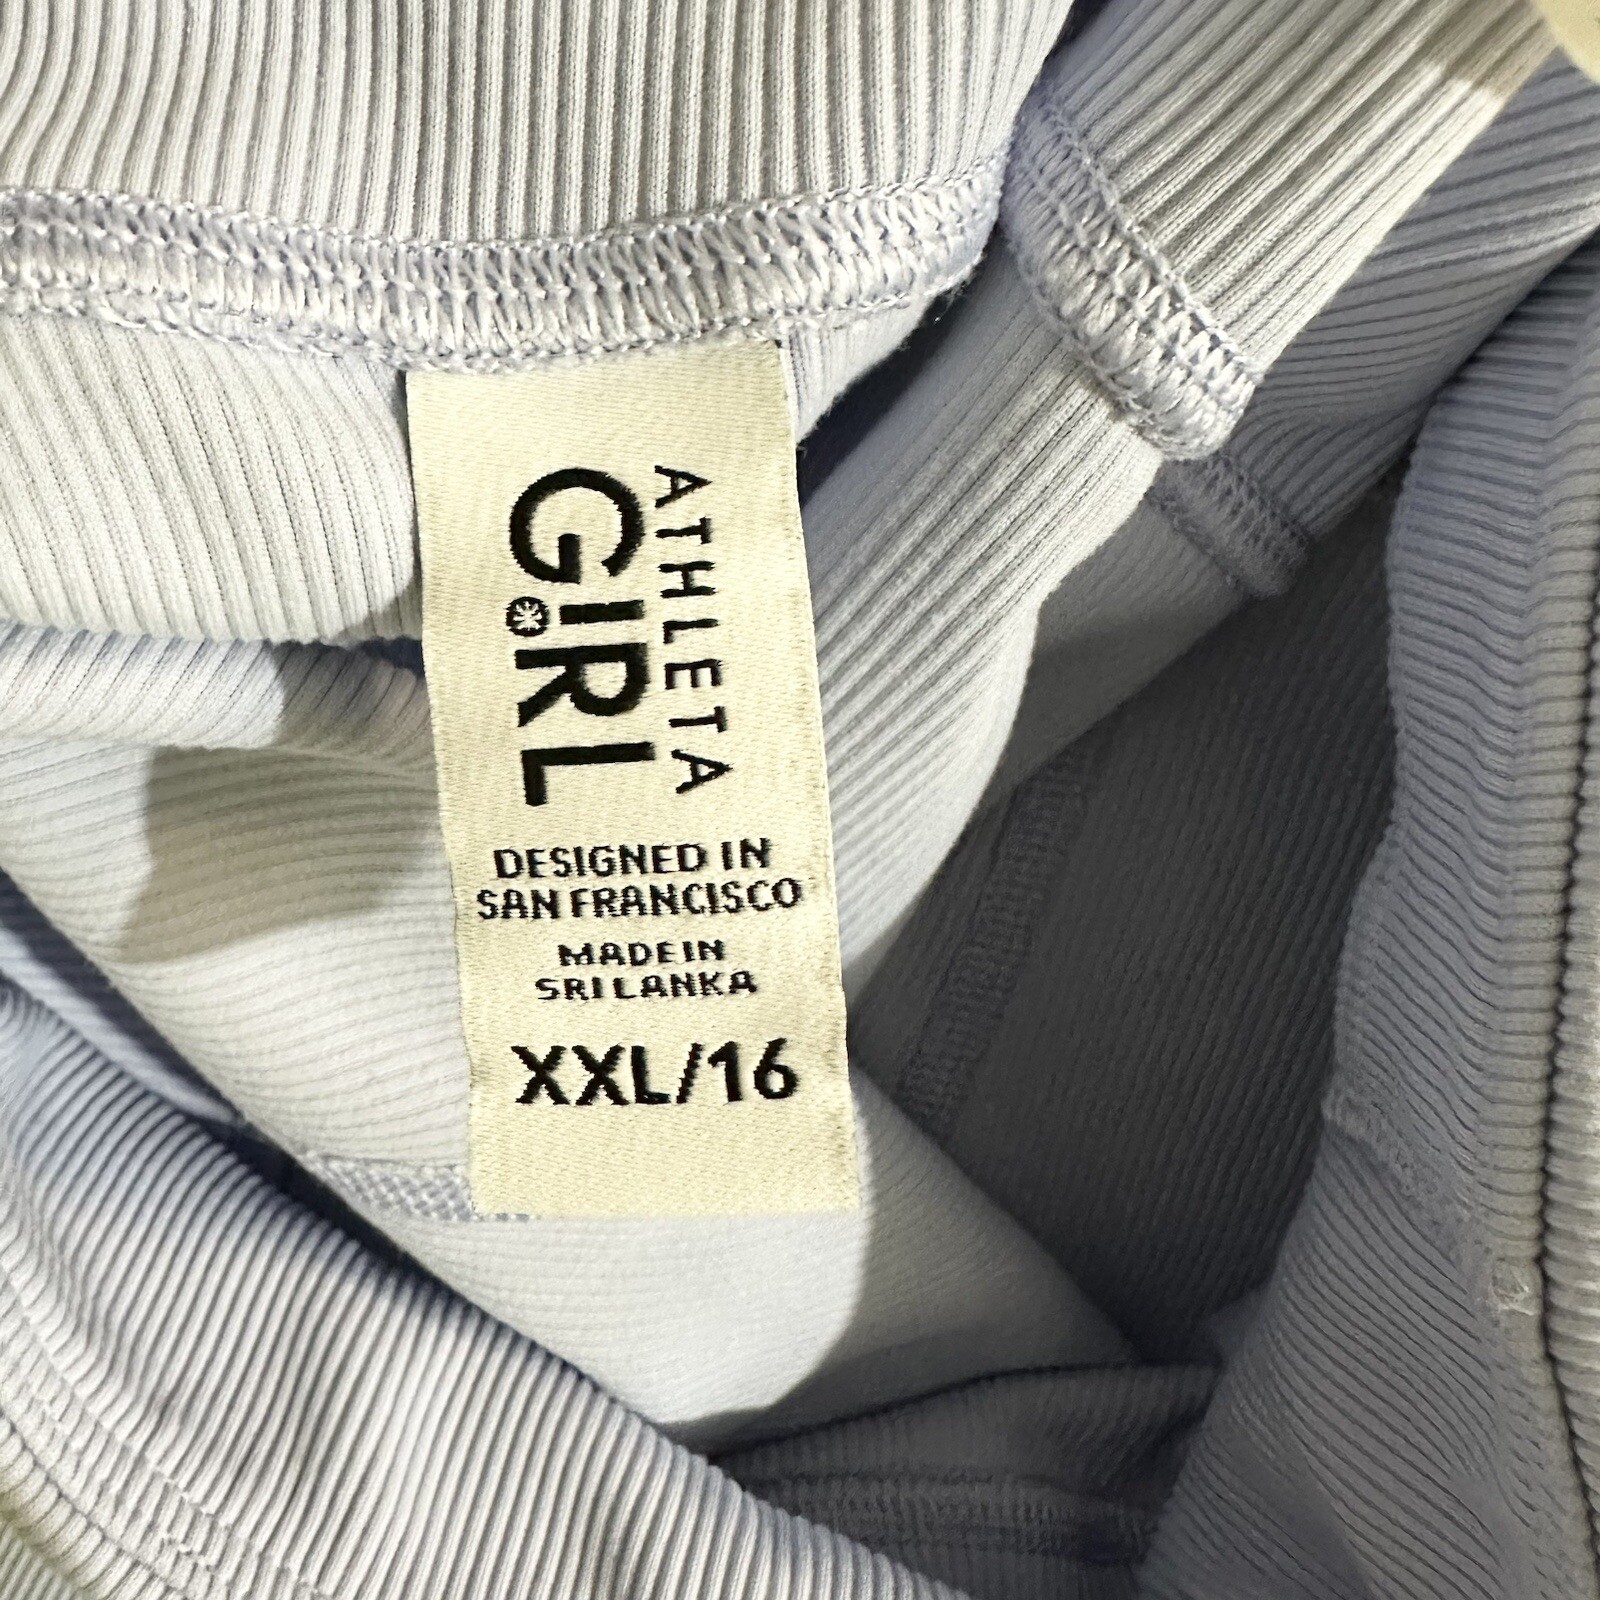 ATHLETA
GIRL
DESIGNED IN
SAN FRANCISCO
MADE IN
SRI LANKA
XXL/16